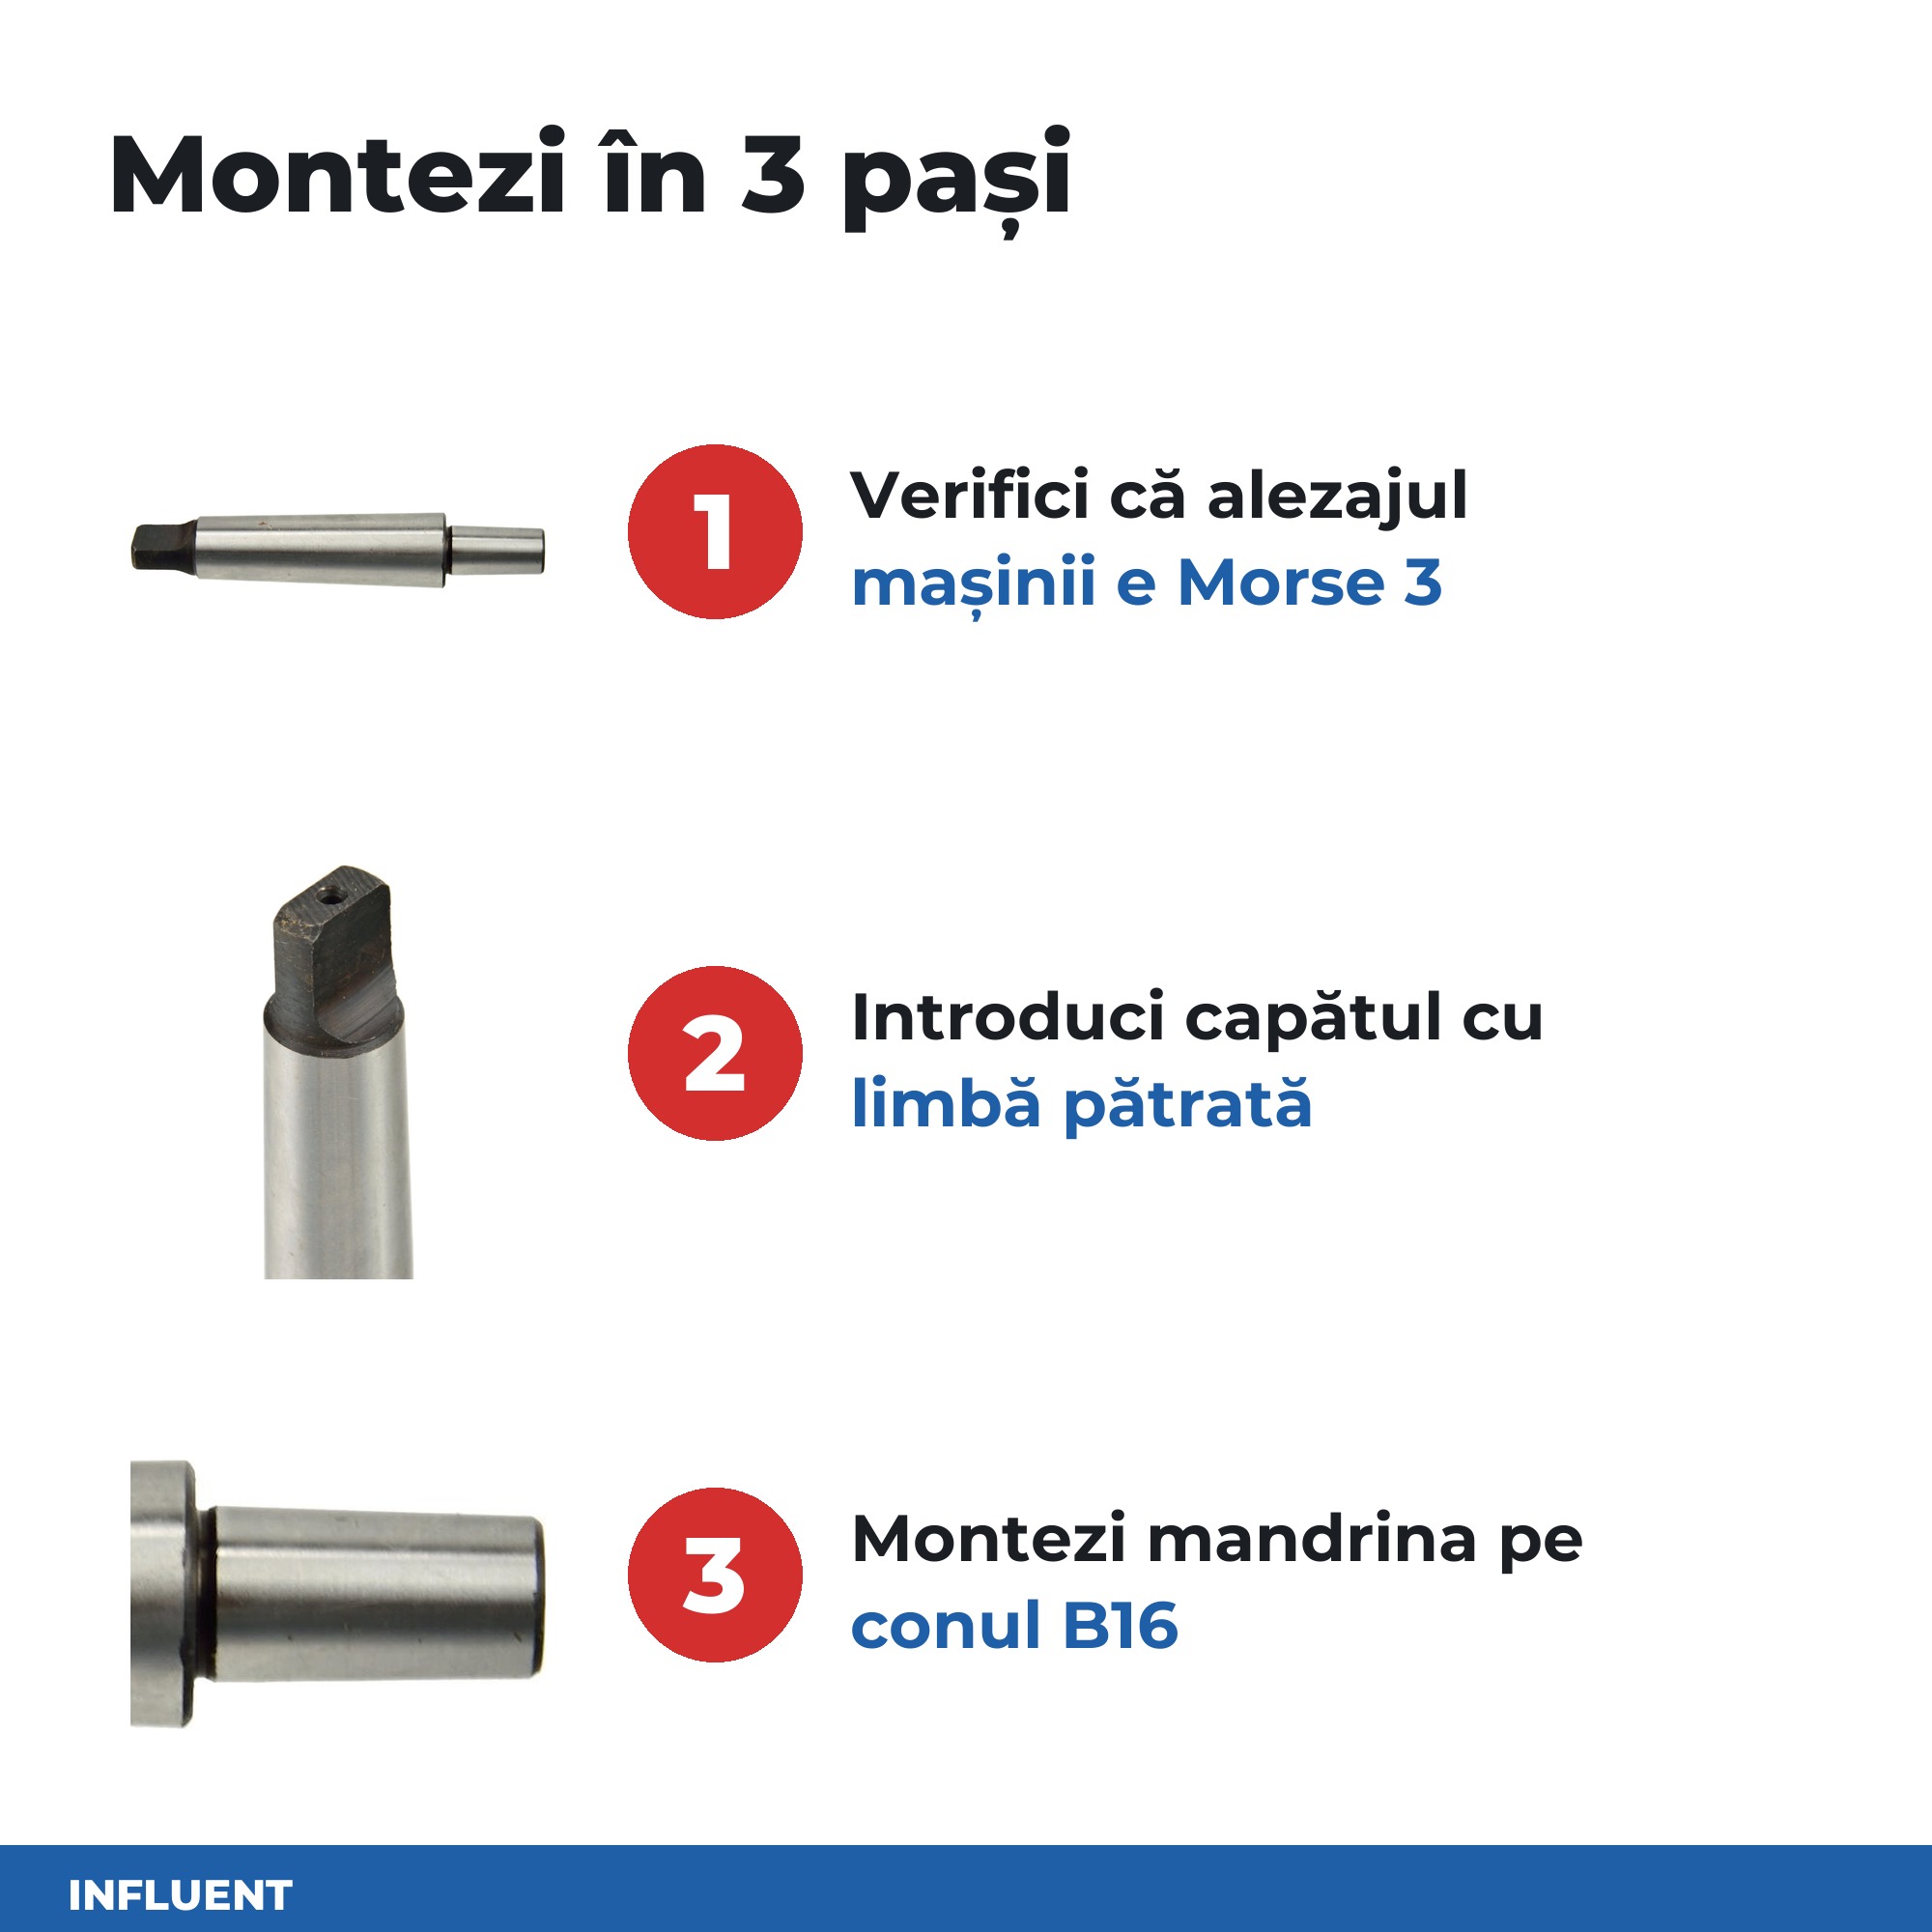 Montezi în 3 pași
1
Verifici că alezajul
mașinii e Morse 3
2
Introduci capătul cu
limbă pătrată
3
Montezi mandrina pe
conul B16
INFLUENT